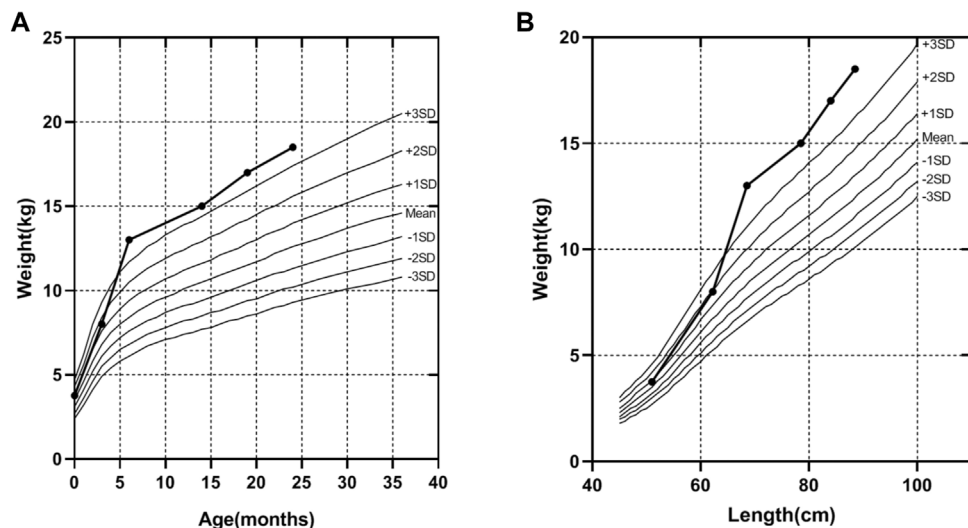 A
25
20
15
10
5
0
Weight(kg)
0 5 10 15 20 25 30 35 40
Age(months)
+3SD
+2SD
+1SD
Mean
-1SD
-2SD
-3SD
B
20
15
10
5
0
Weight(kg)
40 60 80 100
Length(cm)
+3SD
+2SD
+1SD
Mean
-1SD
-2SD
-3SD